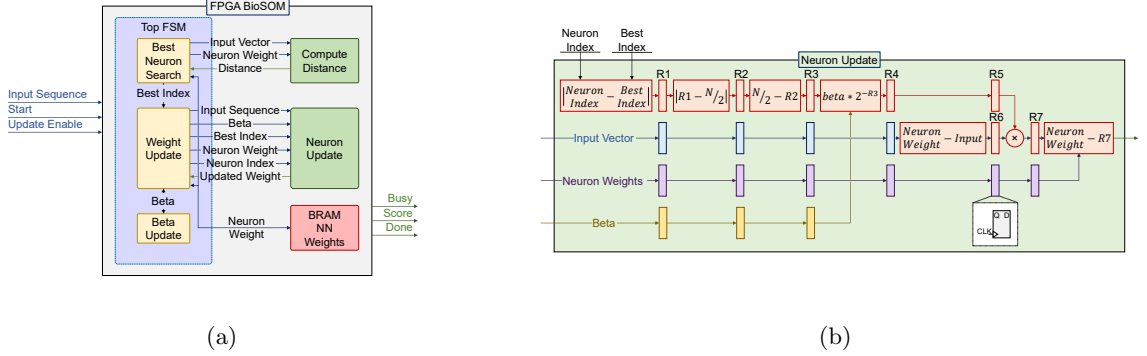 FPGA BioSOM
Top FSM
Best
Neuron
Search
Input Vector
Neuron Weight
Distance
Compute
Distance
Best Index
Input Sequence
Start
Update Enable
Weight
Update
Input Sequence
Beta
Best Index
Neuron Weight
Neuron Index
Updated Weight
Neuron
Update
Beta
Beta
Update
Neuron
Weight
BRAM
NN
Weights
Busy
Score
Done
(a)
Neuron
Index
Best
Index
Neuron Update
|Neuron Index − Best Index|
R1
|R1 − N/2|
R2
N/2 − R2
R3
beta * 2^{-R3}
R4
R5
Input Vector
Neuron Weight − Input
R6
×
R7
Neuron Weight − R7
Neuron Weights
Beta
Q D
CLK
(b)